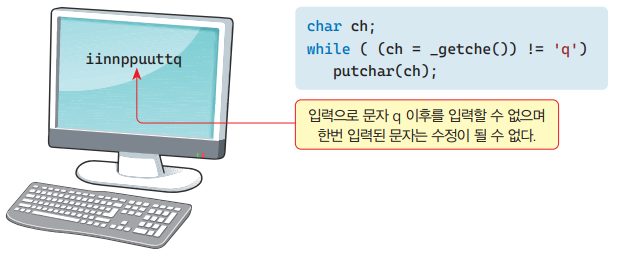 iinnppuuttq
char ch;
while ( (ch = _getche()) != 'q')
putchar(ch);
입력으로 문자 q 이후를 입력할 수 없으며
한번 입력된 문자는 수정이 될 수 없다.